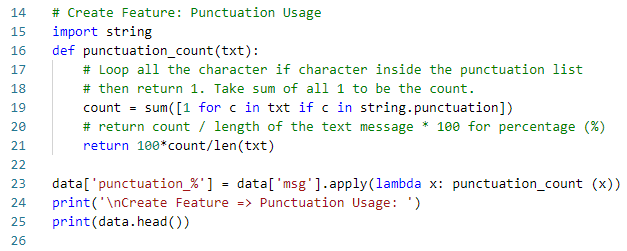 14 # Create Feature: Punctuation Usage
15 import string
16 def punctuation_count(txt):
17     # Loop all the character if character inside the punctuation list
18     # then return 1. Take sum of all 1 to be the count.
19     count = sum([1 for c in txt if c in string.punctuation])
20     # return count / length of the text message * 100 for percentage (%)
21     return 100*count/len(txt)
22
23 data['punctuation_%'] = data['msg'].apply(lambda x: punctuation_count (x))
24 print('\nCreate Feature => Punctuation Usage: ')
25 print(data.head())
26